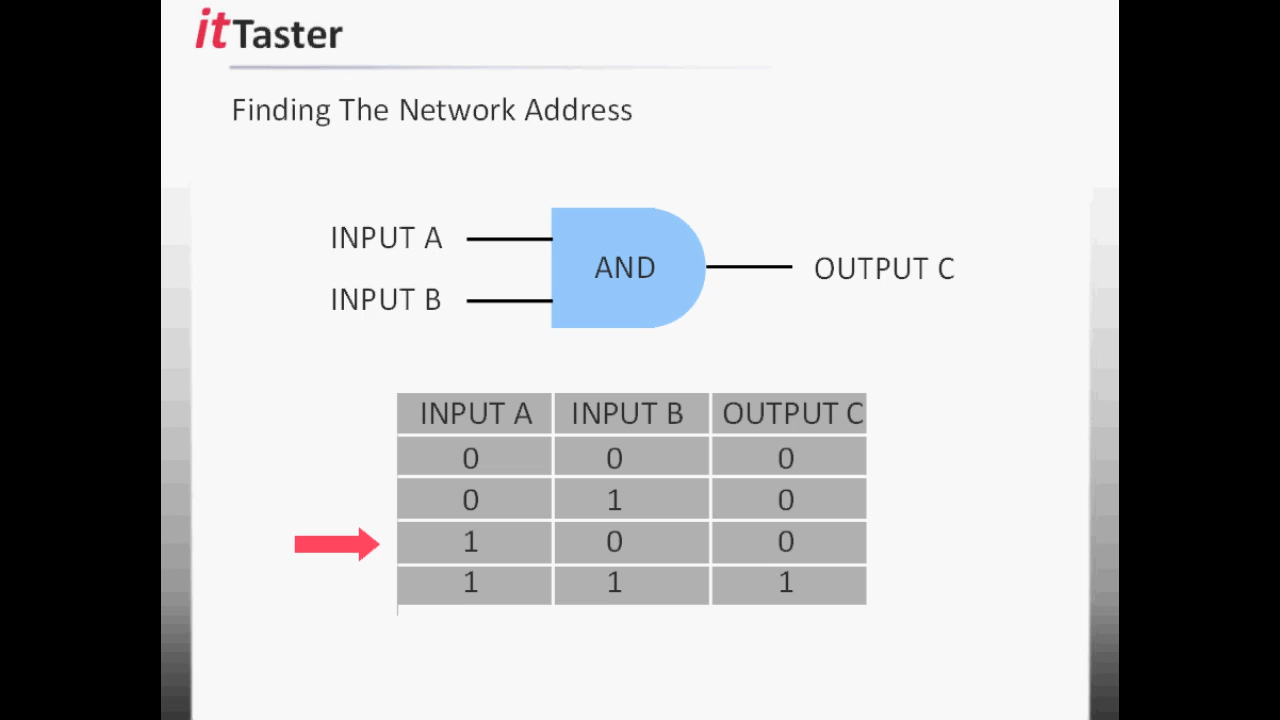 itTaster
Finding The Network Address
INPUT A
AND
OUTPUT C
INPUT B
INPUT A INPUT B OUTPUT C
0 0 0
0 1 0
1 0 0
1 1 1